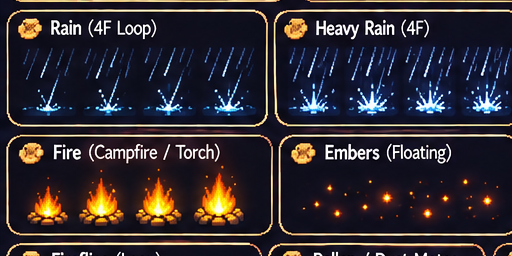 Rain (4F Loop)
Heavy Rain (4F)
Fire (Campfire / Torch)
Embers (Floating)